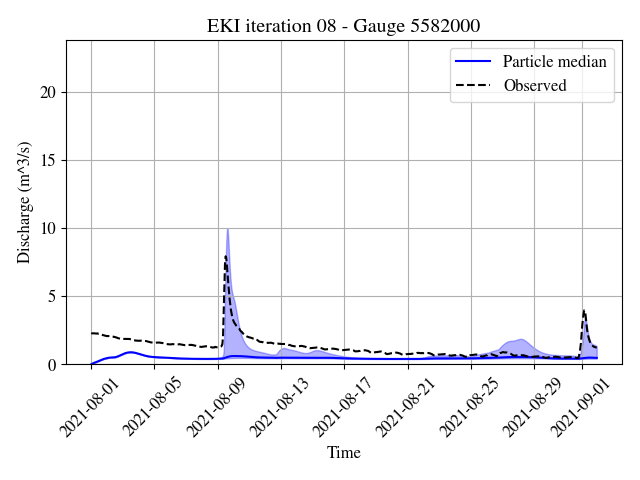 EKI iteration 08 - Gauge 5582000
Particle median
Observed
Discharge (m^3/s)
20
15
10
5
0
2021-08-01
2021-08-05
2021-08-09
2021-08-13
2021-08-17
2021-08-21
2021-08-25
2021-08-29
2021-09-01
Time